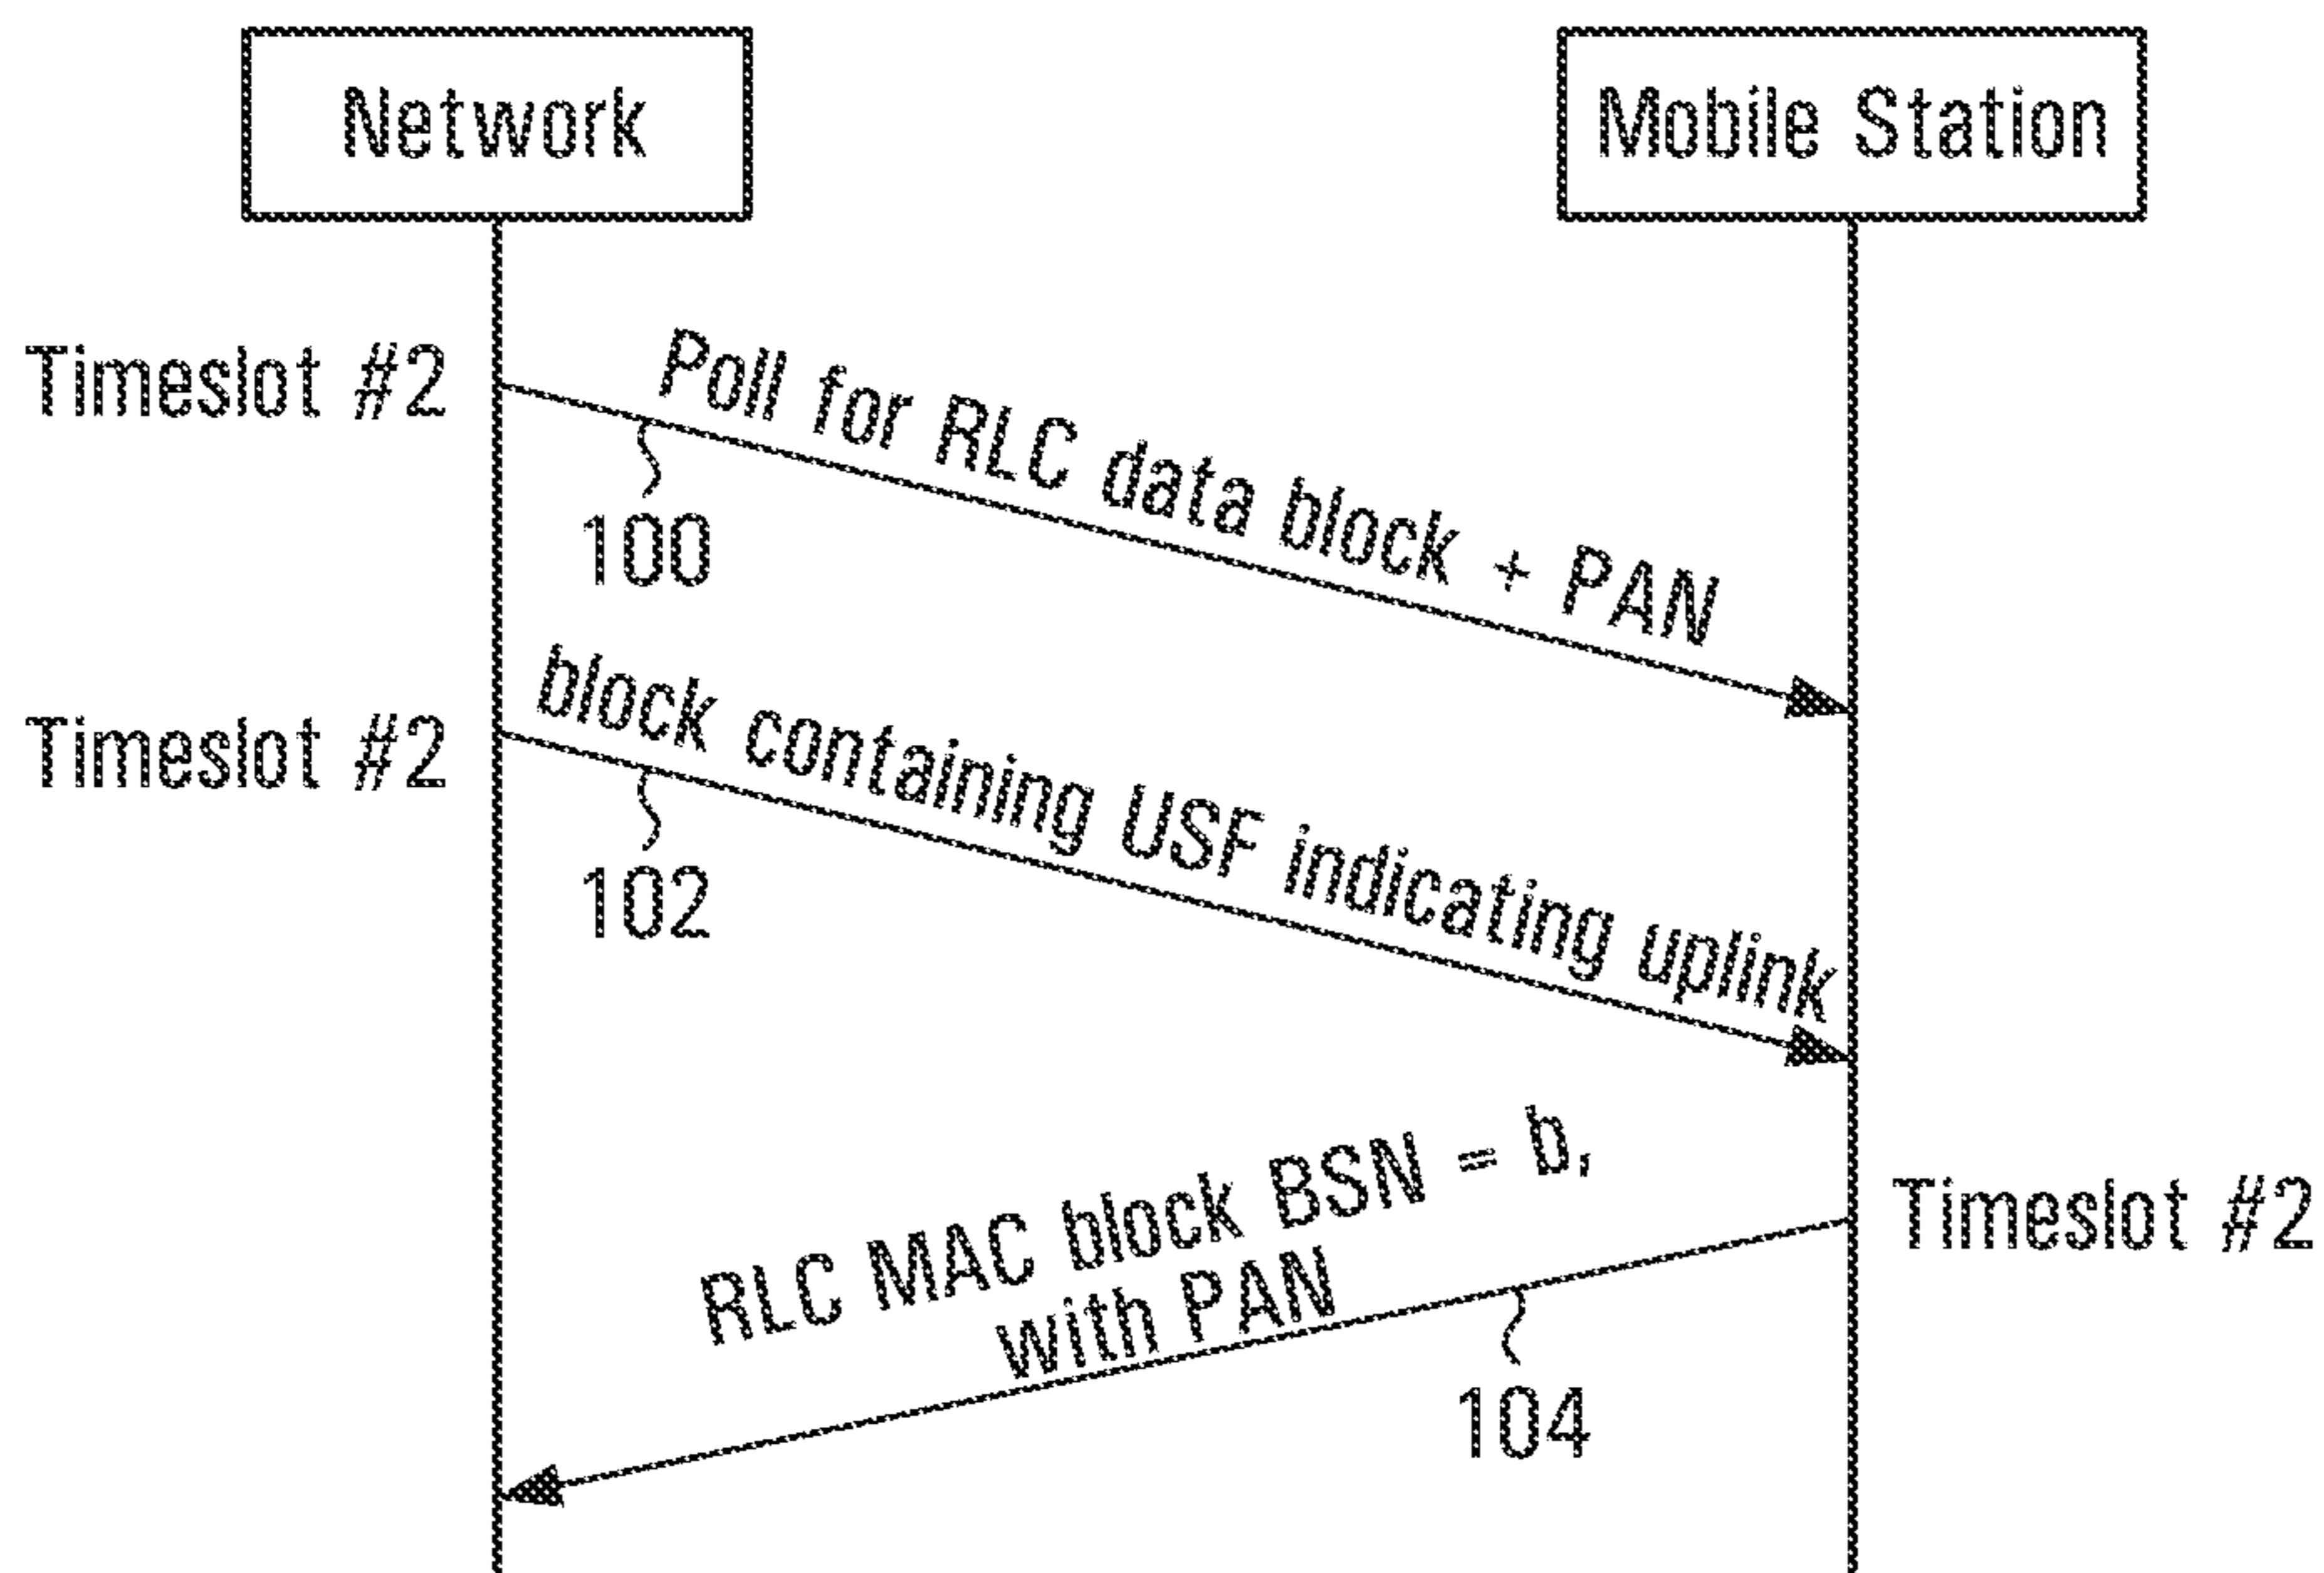 Network
Mobile Station
Timeslot #2
Poll for RLC data block + PAN
100
Timeslot #2
block containing USF indicating uplink
102
RLC MAC block BSN = b,
with PAN
Timeslot #2
104